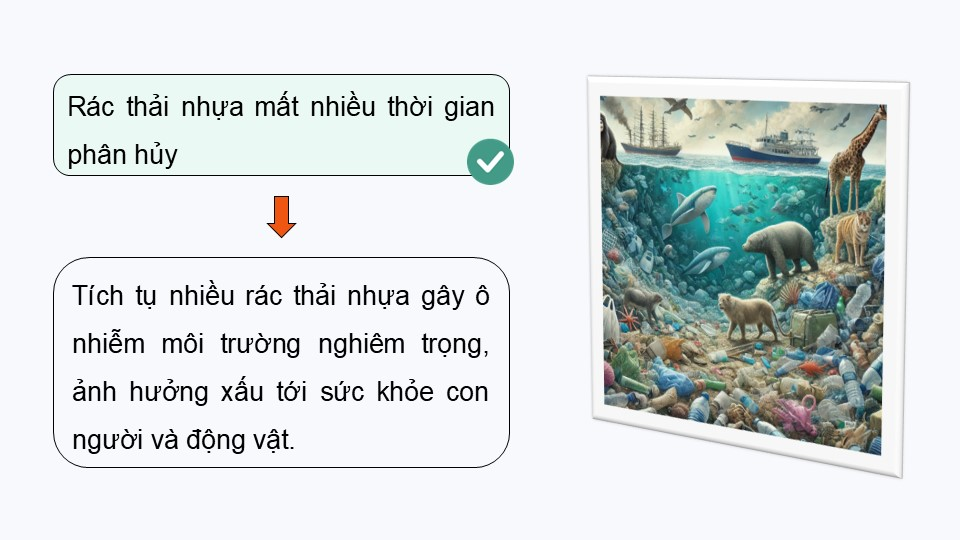 Rác thải nhựa mất nhiều thời gian
phân hủy
Tích tụ nhiều rác thải nhựa gây ô
nhiễm môi trường nghiêm trọng,
ảnh hưởng xấu tới sức khỏe con
người và động vật.